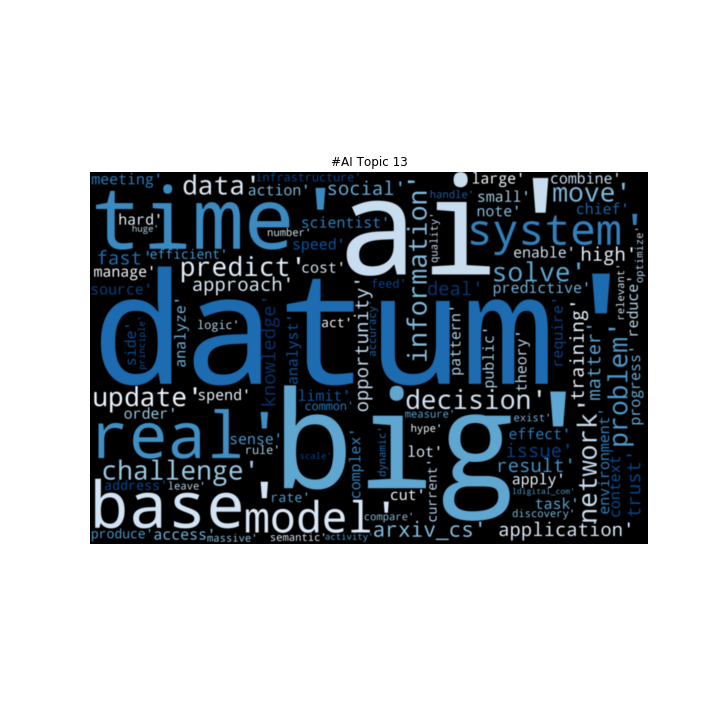 #AI Topic 13
meeting'
infrastructure'
data'
action'
social'
large'
combine'
time'
ai'
handle'
small'
move'
hard'
huge'
number'
scientist'
information'
quality'
note'
chief'
system'
speed'
fast'
efficient'
enable'
high'
optimize'
manage'
predict'
cost'
solve'
source'
approach'
feed'
deal'
predictive'
relevant'
reduce'
datum'
side'
principle'
analyze'
logic'
knowledge'
analyst'
act'
opportunity'
accuracy'
pattern'
public'
theory'
require'
training'
matter'
problem'
progress'
update'
spend'
limit'
common'
decision'
order'
real'
big'
sense'
rule'
measure'
hype'
exist'
effect'
issue'
challenge'
scale'
complex'
dynamic'
lot'
result'
network'
environment'
context'
trust'
address'
leave'
apply'
base'
rate'
cut'
current'
ldigital_com'
task'
discovery'
model'
compare'
produce'
access'
massive'
semantic'
activity'
arxiv_cs'
application'